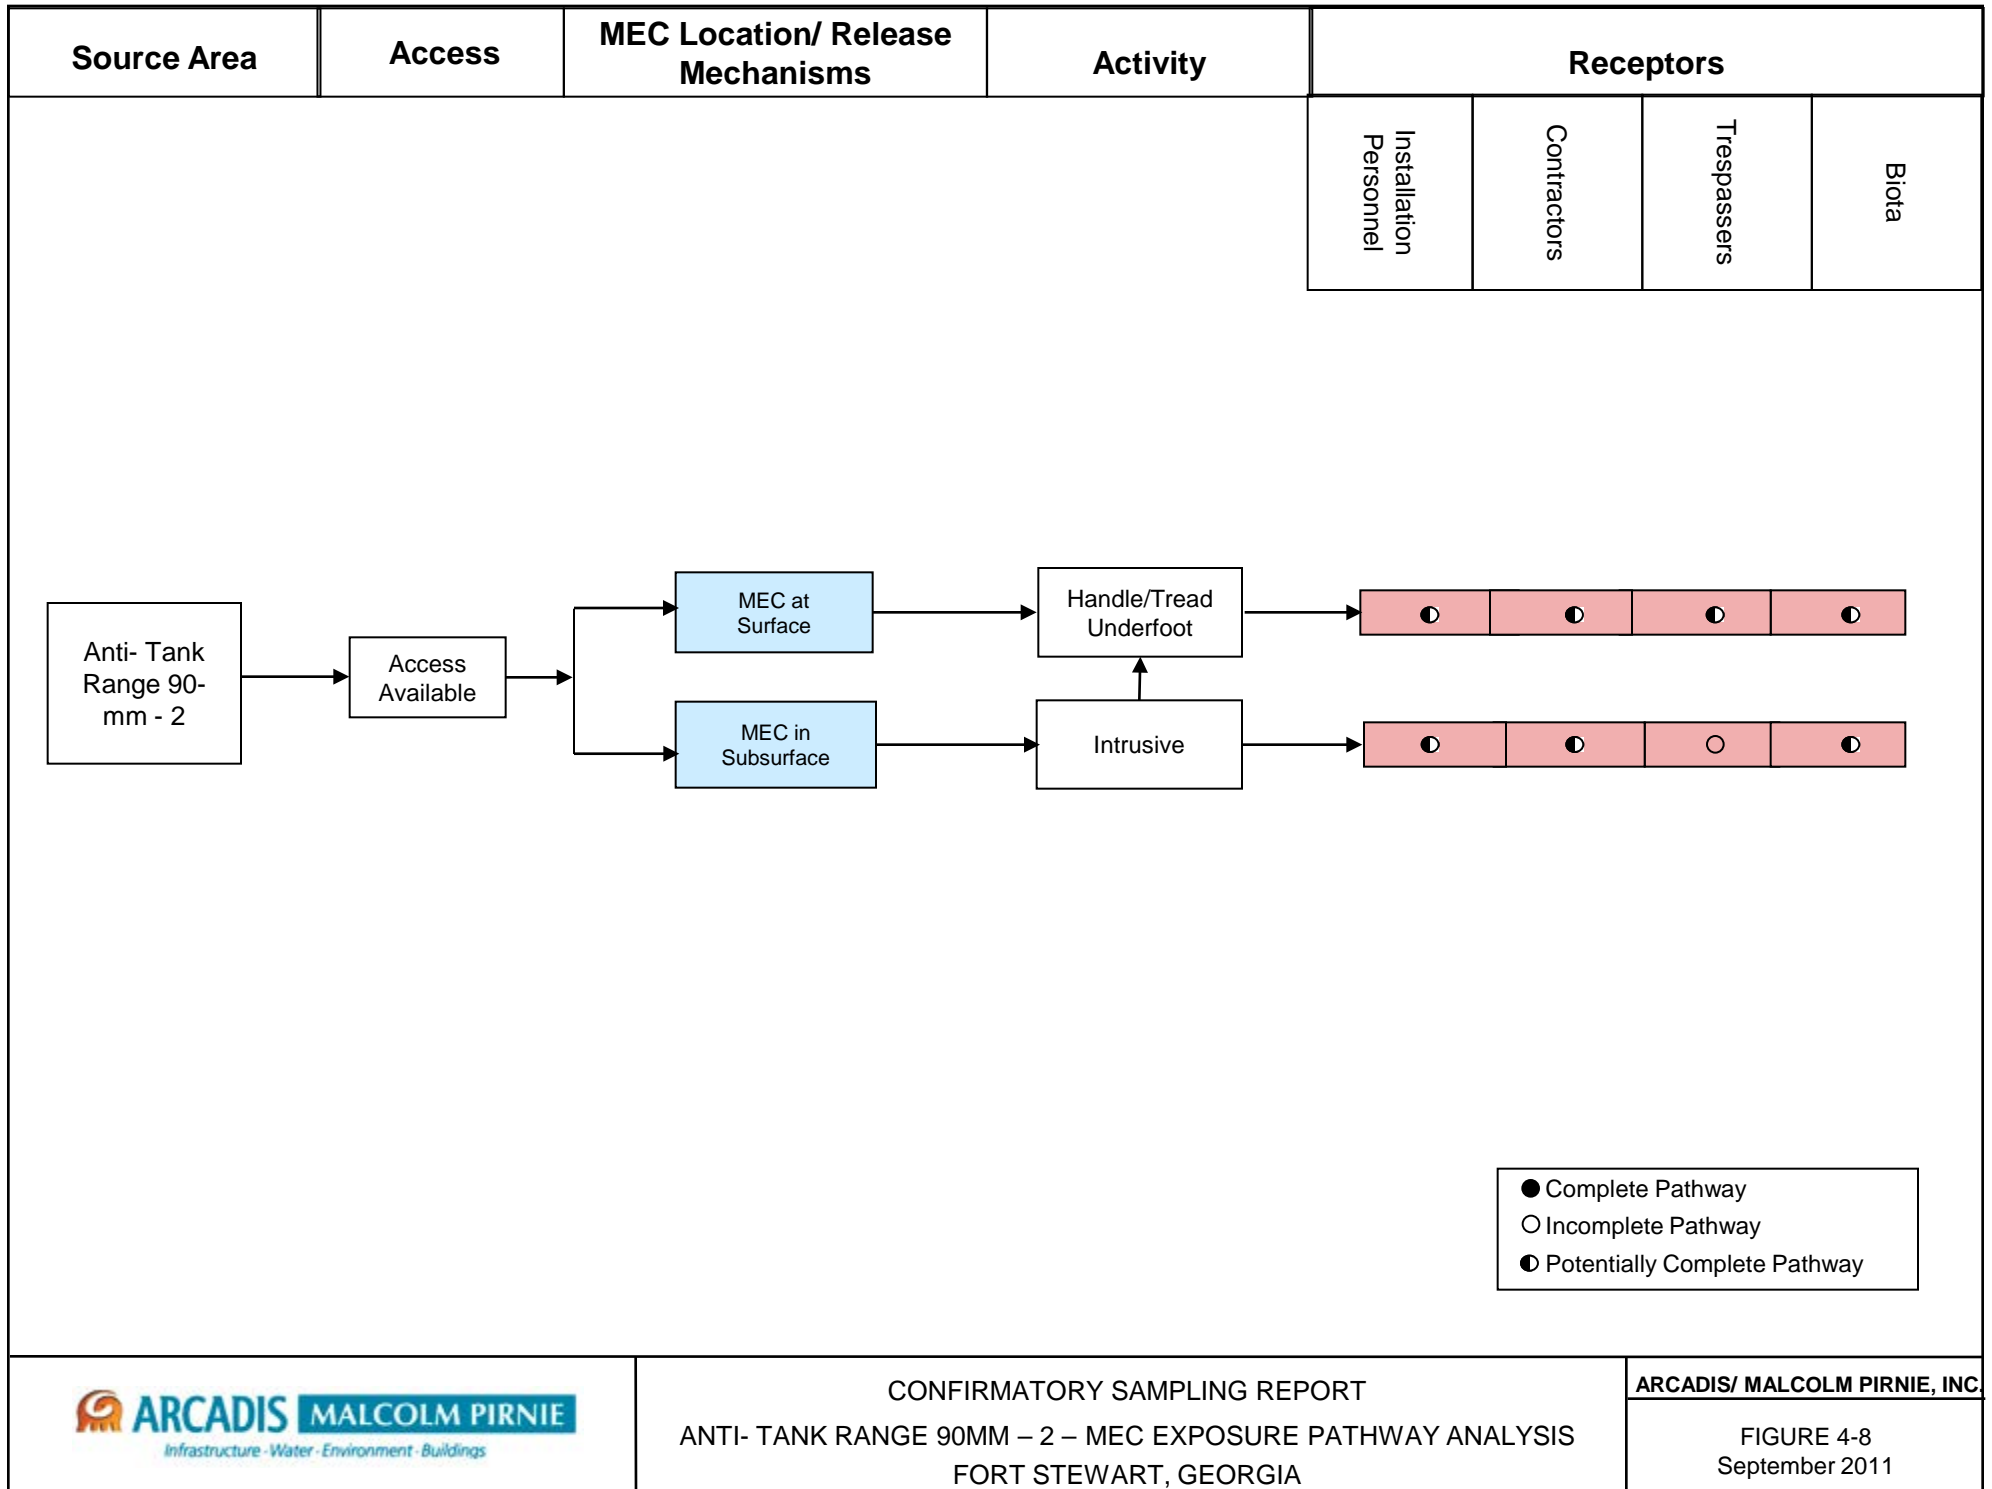 Source Area
Access
MEC Location/ Release
Mechanisms
Activity
Receptors
Installation
Personnel
Contractors
Trespassers
Biota
Anti- Tank
Range 90-
mm - 2
Access
Available
MEC at
Surface
MEC in
Subsurface
Handle/Tread
Underfoot
Intrusive
Complete Pathway
Incomplete Pathway
Potentially Complete Pathway
ARCADIS MALCOLM PIRNIE
Infrastructure - Water - Environment - Buildings
CONFIRMATORY SAMPLING REPORT
ANTI- TANK RANGE 90MM – 2 – MEC EXPOSURE PATHWAY ANALYSIS
FORT STEWART, GEORGIA
ARCADIS/ MALCOLM PIRNIE, INC.
FIGURE 4-8
September 2011